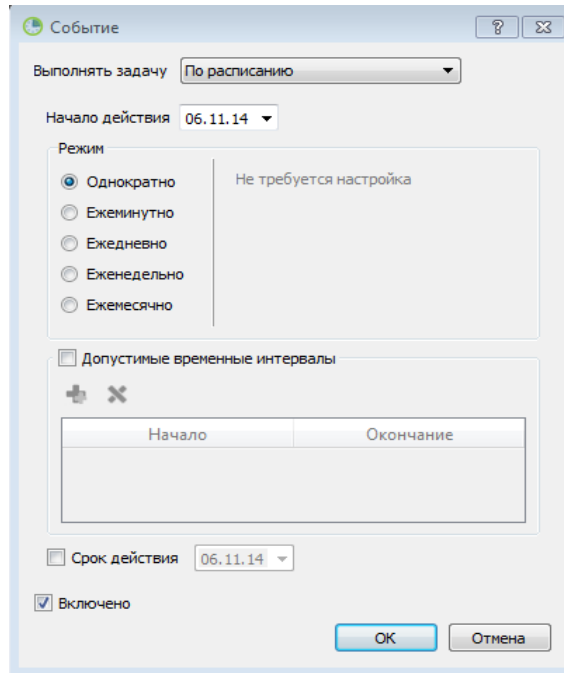 Событие
Выполнять задачу По расписанию
Начало действия 06.11.14
Режим
Однократно Не требуется настройка
Ежеминутно
Ежедневно
Еженедельно
Ежемесячно
Допустимые временные интервалы
Начало Окончание
Срок действия 06.11.14
Включено
OK Отмена